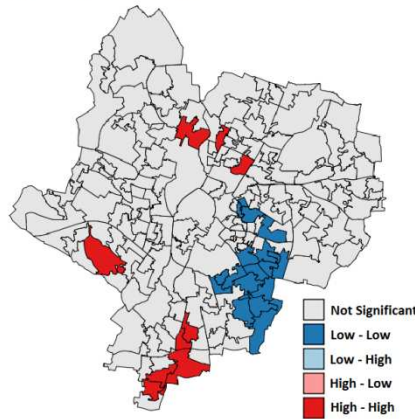 Not Significant
Low - Low
Low - High
High - Low
High - High